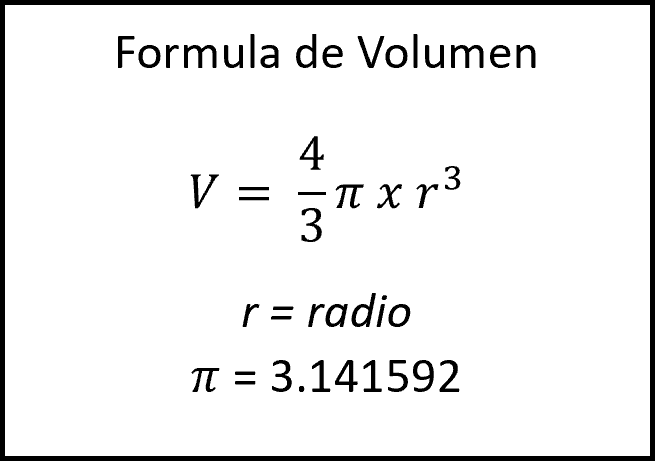 Formula de Volumen
V = 4/3 π x r³
r = radio
π = 3.141592